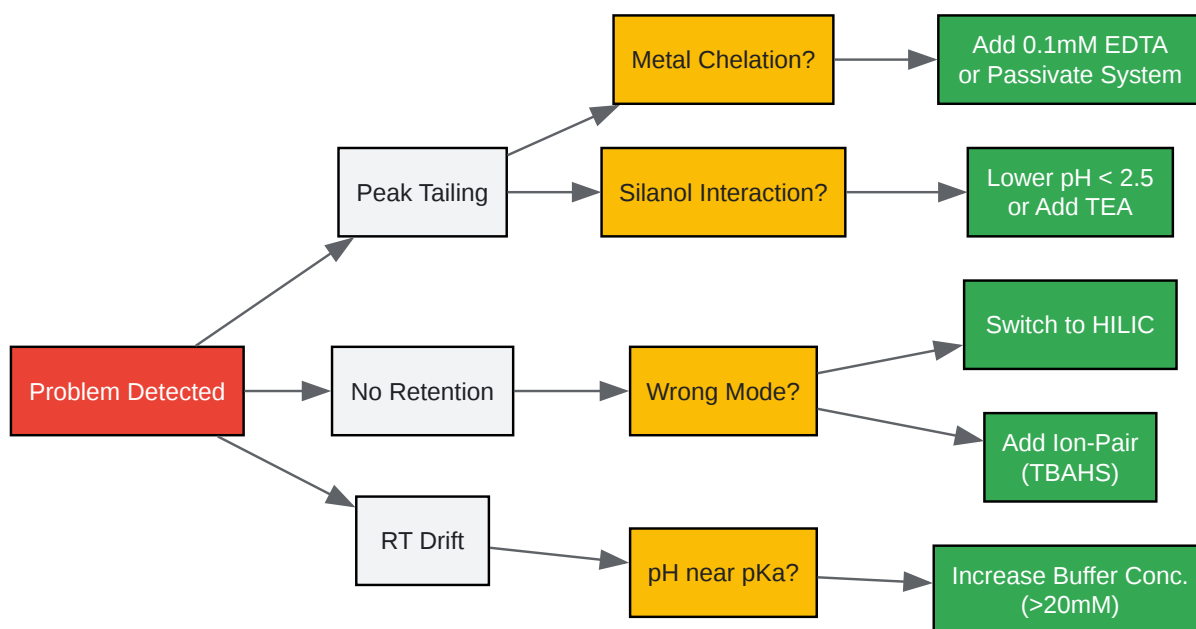 Problem Detected
Peak Tailing
No Retention
RT Drift
Metal Chelation?
Silanol Interaction?
Wrong Mode?
pH near pKa?
Add 0.1mM EDTA
or Passivate System
Lower pH < 2.5
or Add TEA
Switch to HILIC
Add Ion-Pair
(TBAHS)
Increase Buffer Conc.
(>20mM)